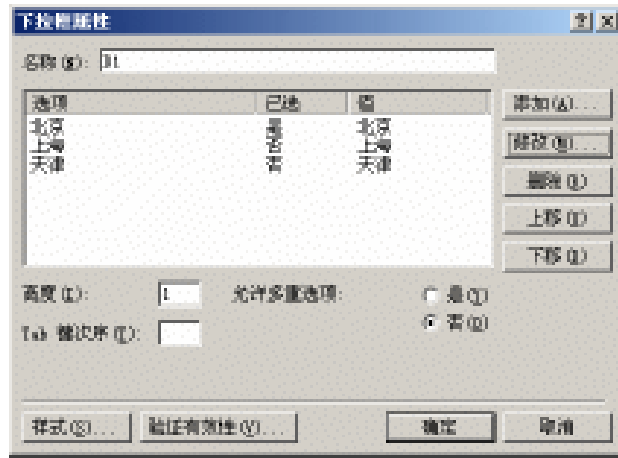 下拉框属性
名称(N): D1
选项 已选 值
北京 是 北京
上海 否 上海
天津 否 天津
添加(A)...
修改(M)...
删除(R)
上移(U)
下移(D)
高度(E): 1 允许多重选项: 是(Y)
否(O)
Tab 键次序(T):
样式(S)... 验证有效性(V)... 确定 取消